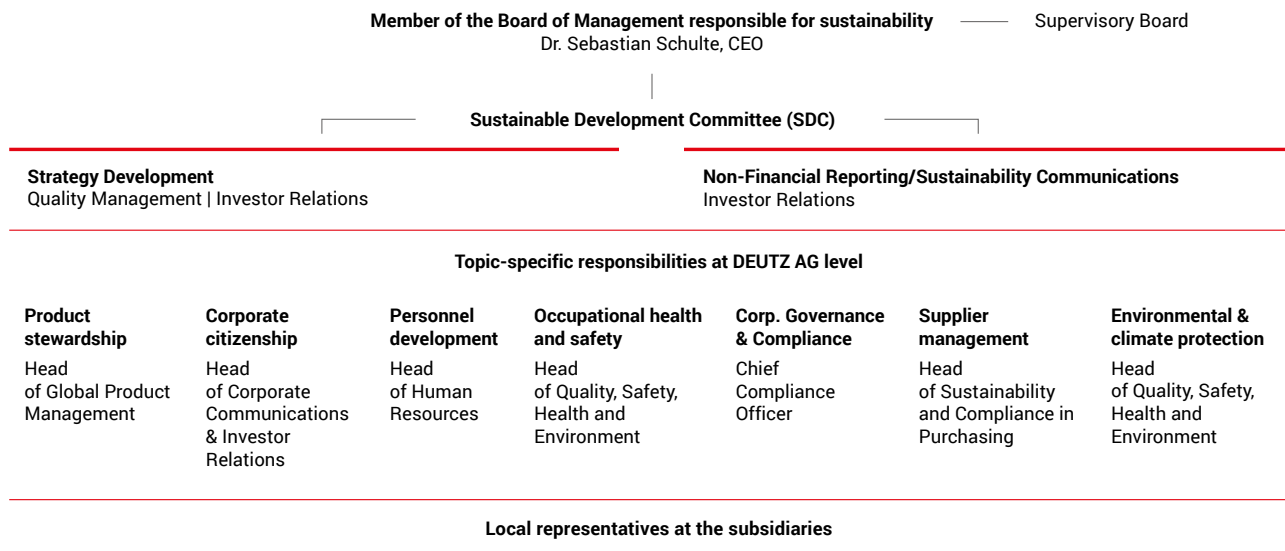 Member of the Board of Management responsible for sustainability
Supervisory Board
Dr. Sebastian Schulte, CEO
Sustainable Development Committee (SDC)
Strategy Development
Quality Management | Investor Relations
Non-Financial Reporting/Sustainability Communications
Investor Relations
Topic-specific responsibilities at DEUTZ AG level
Product
stewardship
Head
of Global Product
Management
Corporate
citizenship
Head
of Corporate
Communications
& Investor
Relations
Personnel
development
Head
of Human
Resources
Occupational health
and safety
Head
of Quality, Safety,
Health and
Environment
Corp. Governance
& Compliance
Chief
Compliance
Officer
Supplier
management
Head
of Sustainability
and Compliance in
Purchasing
Environmental &
climate protection
Head
of Quality, Safety,
Health and
Environment
Local representatives at the subsidiaries